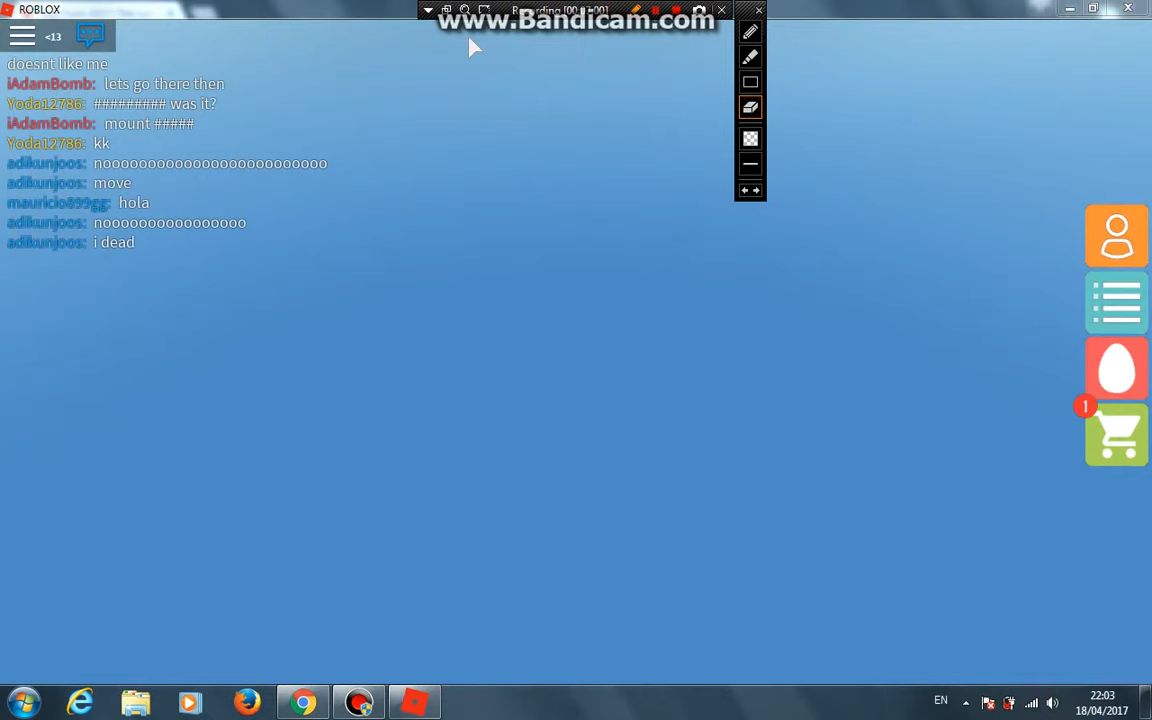 ROBLOX
www.Bandicam.com
<13
doesnt like me
iAdamBomb: lets go there then
Yoda12786: ######### was it?
iAdamBomb: mount #####
Yoda12786: kk
adikunjoos: nooooooooooooooooooooooooo
adikunjoos: move
mauricio899gg: hola
adikunjoos: noooooooooooooooo
adikunjoos: i dead
1
EN
22:03
18/04/2017